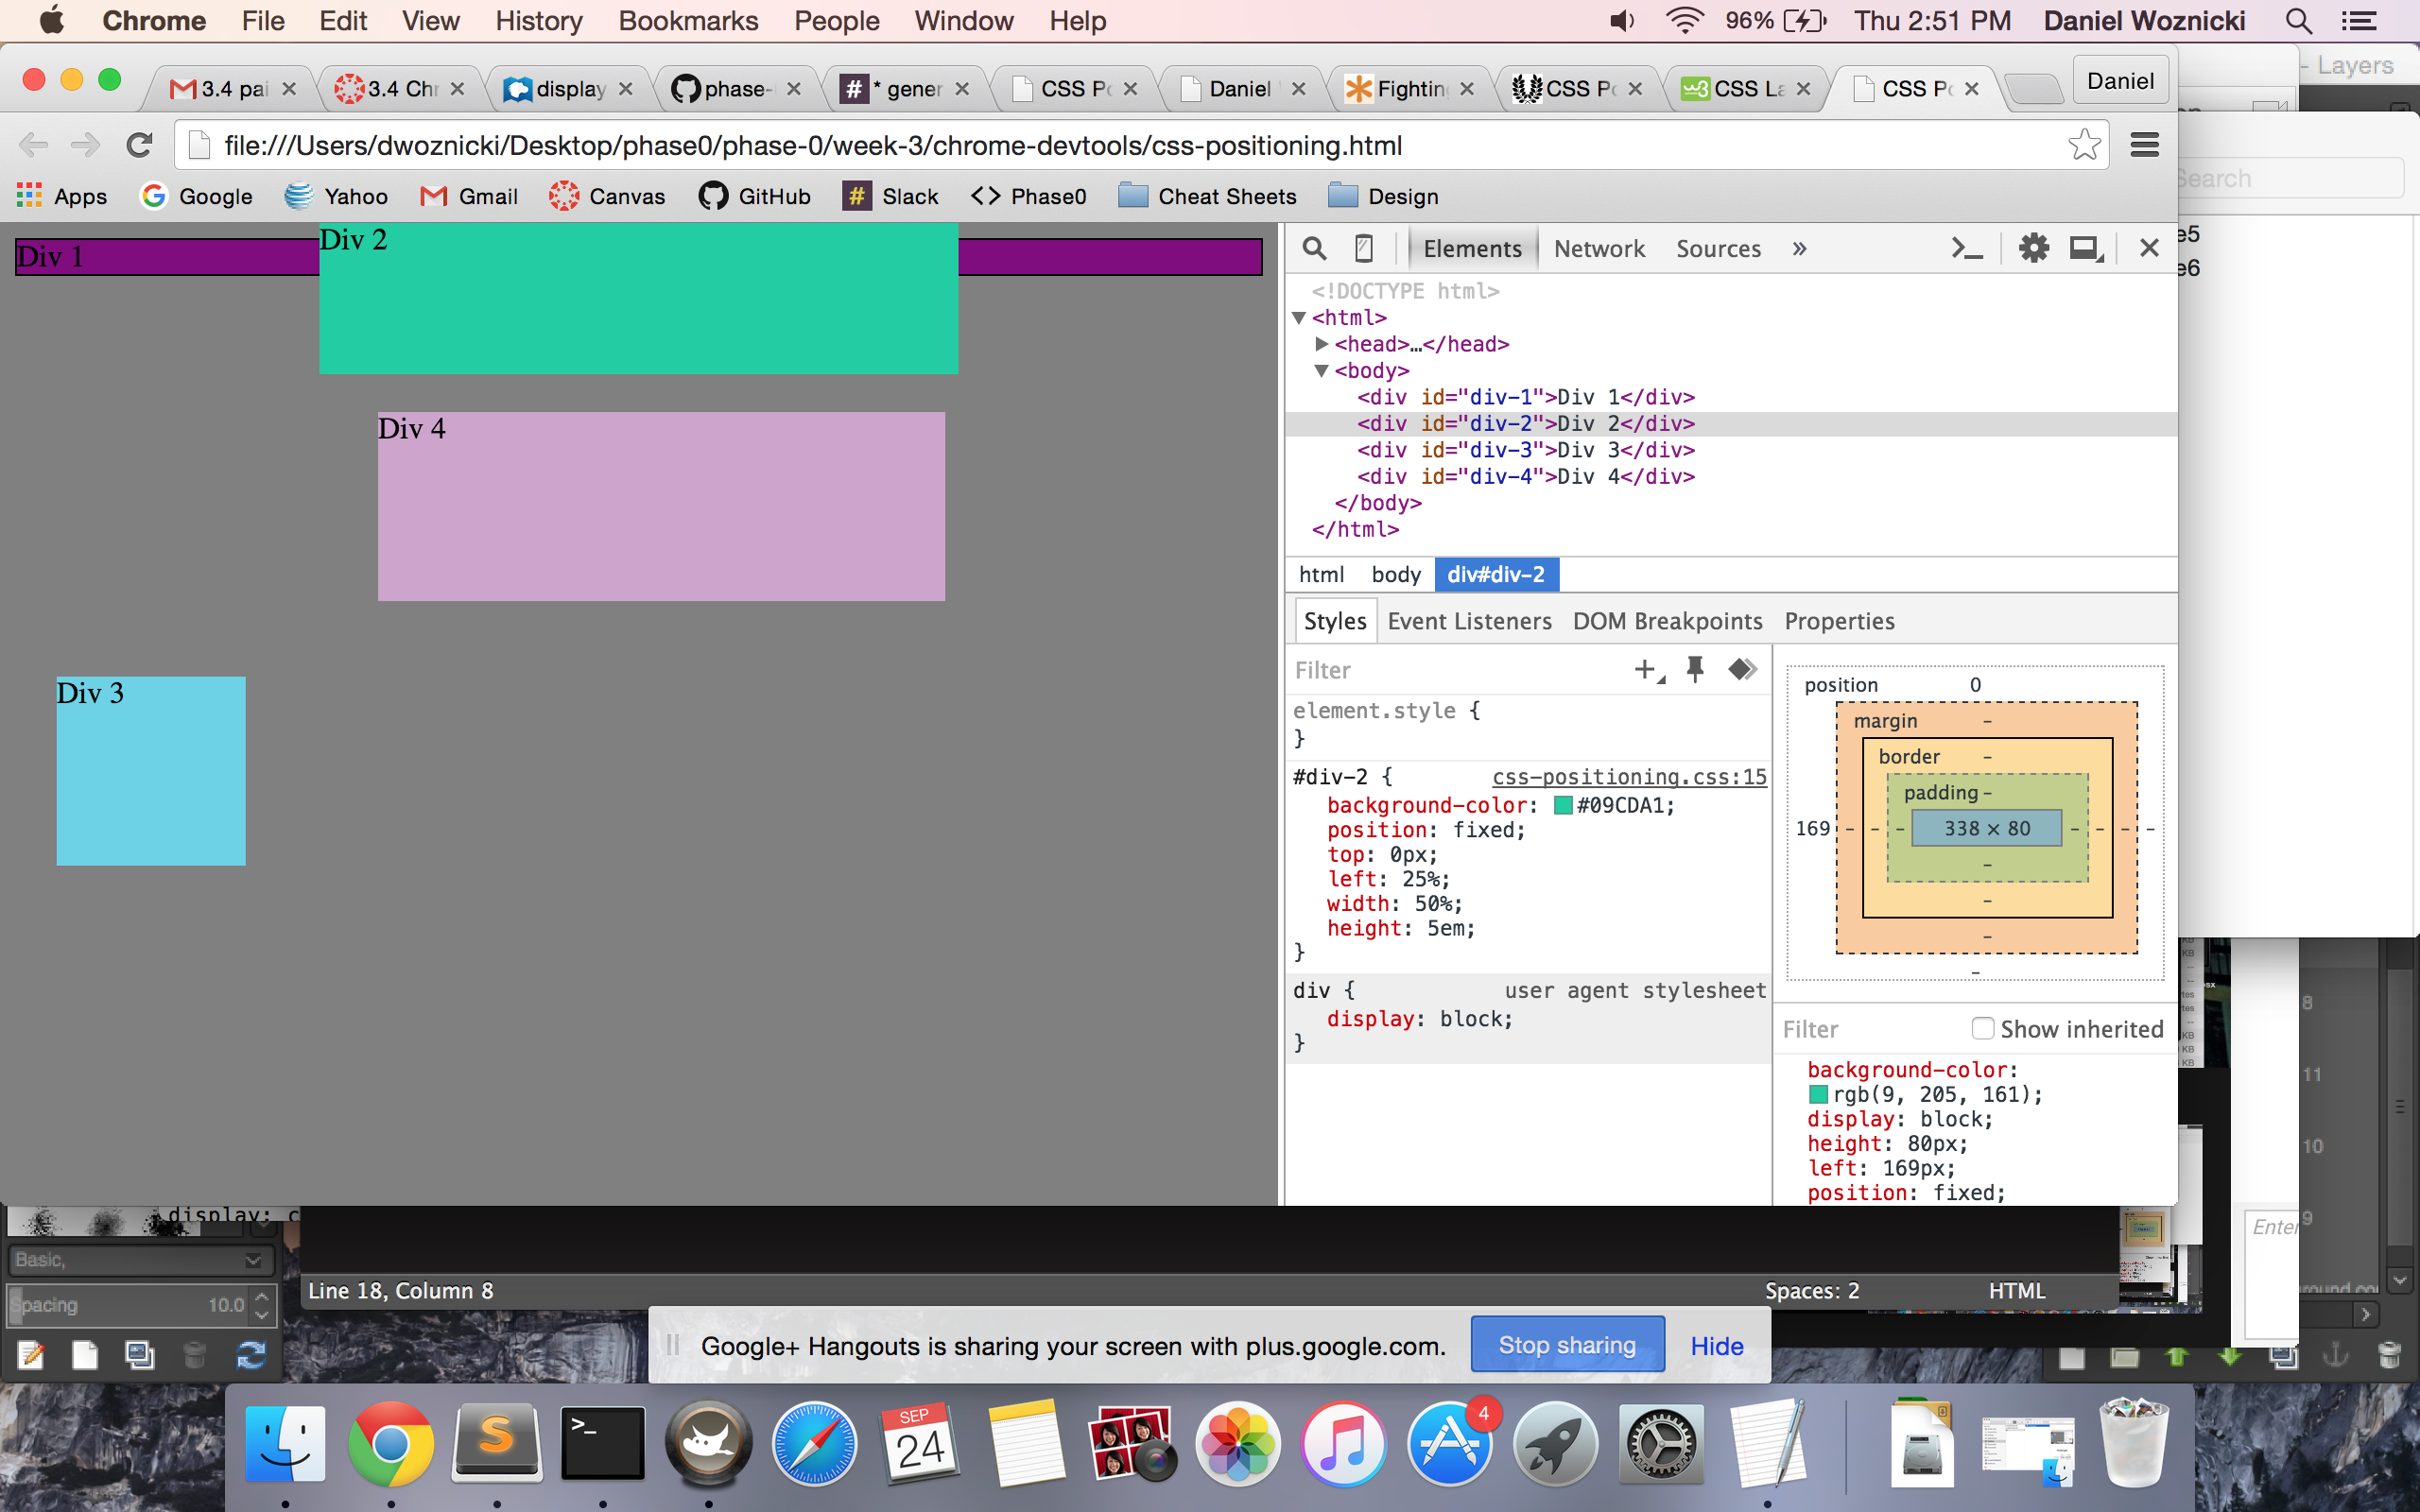 Chrome File Edit View History Bookmarks People Window Help 96% Thu 2:51 PM Daniel Woznicki
3.4 pai 3.4 Chr display phase- * gener CSS Po Daniel Fighting CSS Po CSS La CSS Po Daniel
- Layers
file:///Users/dwoznicki/Desktop/phase0/phase-0/week-3/chrome-devtools/css-positioning.html
Search
Apps Google Yahoo Gmail Canvas GitHub # Slack <> Phase0 Cheat Sheets Design
Div 1
Div 2
Div 4
Div 3
e5
e6
Elements Network Sources »
<!DOCTYPE html>
<html>
<head>…</head>
<body>
<div id="div-1">Div 1</div>
<div id="div-2">Div 2</div>
<div id="div-3">Div 3</div>
<div id="div-4">Div 4</div>
</body>
</html>
html body div#div-2
Styles Event Listeners DOM Breakpoints Properties
Filter
element.style {
}
#div-2 { css-positioning.css:15
background-color: #09CDA1;
position: fixed;
top: 0px;
left: 25%;
width: 50%;
height: 5em;
}
div { user agent stylesheet
display: block;
}
position 0
margin -
border -
padding -
169 - - - 338 × 80 - - - -
-
-
-
-
Filter Show inherited
background-color:
rgb(9, 205, 161);
display: block;
height: 80px;
left: 169px;
position: fixed;
8
11
10
9
Enter
display: c
Basic,
Spacing 10.0
Line 18, Column 8 Spaces: 2 HTML
Google+ Hangouts is sharing your screen with plus.google.com. Stop sharing Hide
SEP
24
4